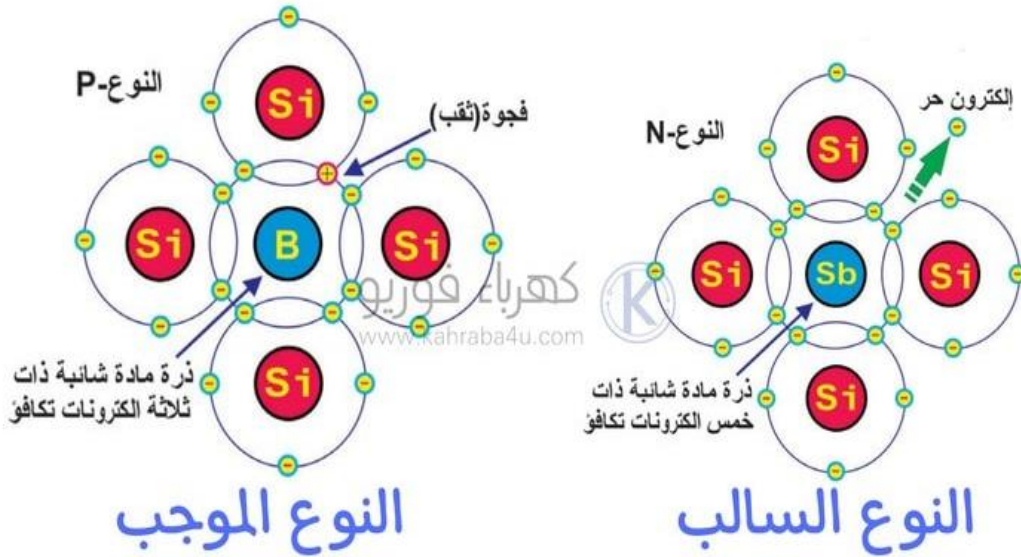 النوع-P
Si
فجوة(ثقب)
Si
B
Si
Si
ذرة مادة شائبة ذات
ثلاثة الكترونات تكافؤ
النوع الموجب
النوع-N
إلكترون حر
Si
Si
Sb
Si
Si
ذرة مادة شائبة ذات
خمس الكترونات تكافؤ
النوع السالب
كهرباء فوريو
www.kahraba4u.com
K